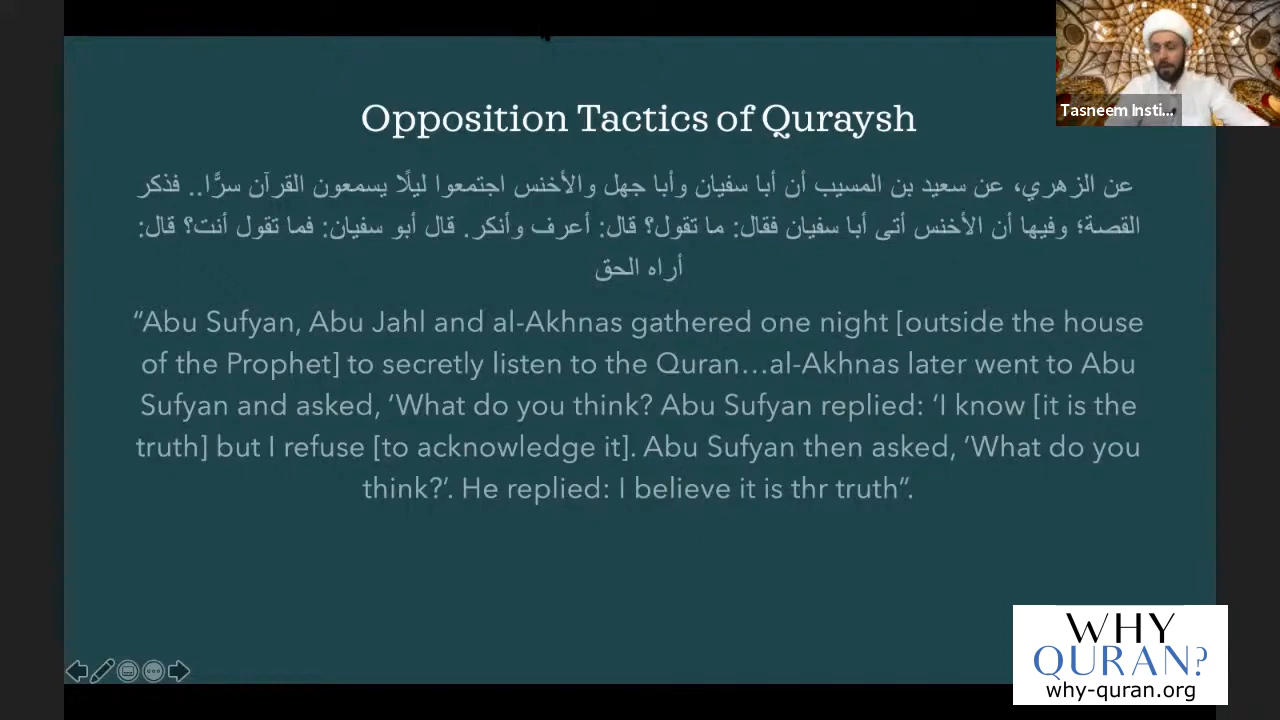 Tasneem Insti...
Opposition Tactics of Quraysh
عن الزهري، عن سعيد بن المسيب أن أبا سفيان وأبا جهل والأخنس اجتمعوا ليلًا يسمعون القرآن سرًّا.. فذكر
القصة؛ وفيها أن الأخنس أتى أبا سفيان فقال: ما تقول؟ قال: أعرف وأنكر. قال أبو سفيان: فما تقول أنت؟ قال:
أراه الحق
“Abu Sufyan, Abu Jahl and al-Akhnas gathered one night [outside the house
of the Prophet] to secretly listen to the Quran…al-Akhnas later went to Abu
Sufyan and asked, ‘What do you think? Abu Sufyan replied: ‘I know [it is the
truth] but I refuse [to acknowledge it]. Abu Sufyan then asked, ‘What do you
think?’. He replied: I believe it is thr truth”.
WHY
QURAN?
why-quran.org